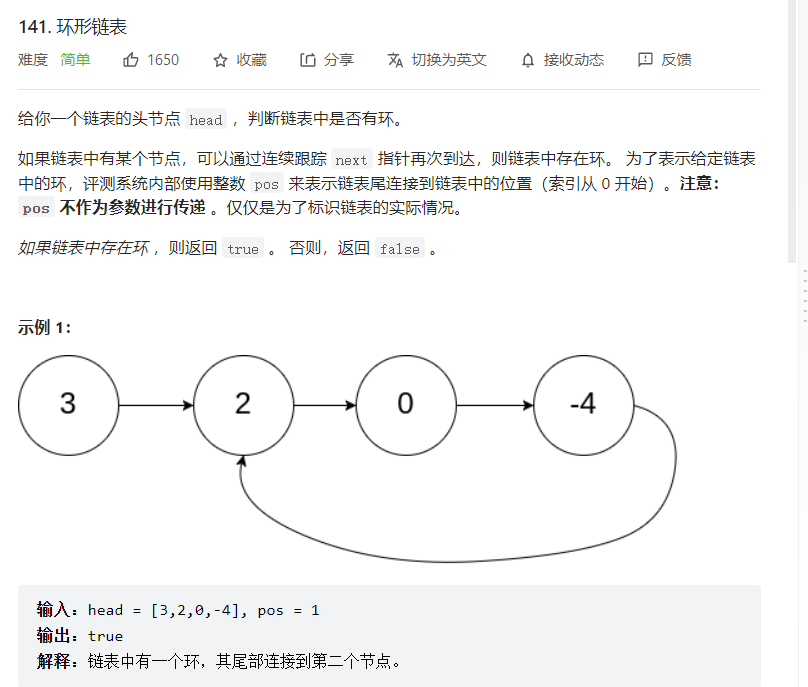 141. 环形链表
难度 简单 1650 收藏 分享 切换为英文 接收动态 反馈
给你一个链表的头节点 head ，判断链表中是否有环。
如果链表中有某个节点，可以通过连续跟踪 next 指针再次到达，则链表中存在环。 为了表示给定链表
中的环，评测系统内部使用整数 pos 来表示链表尾连接到链表中的位置（索引从 0 开始）。注意：
pos 不作为参数进行传递 。仅仅是为了标识链表的实际情况。
如果链表中存在环 ，则返回 true 。 否则，返回 false 。
示例 1：
3 2 0 -4
输入：head = [3,2,0,-4], pos = 1
输出：true
解释：链表中有一个环，其尾部连接到第二个节点。